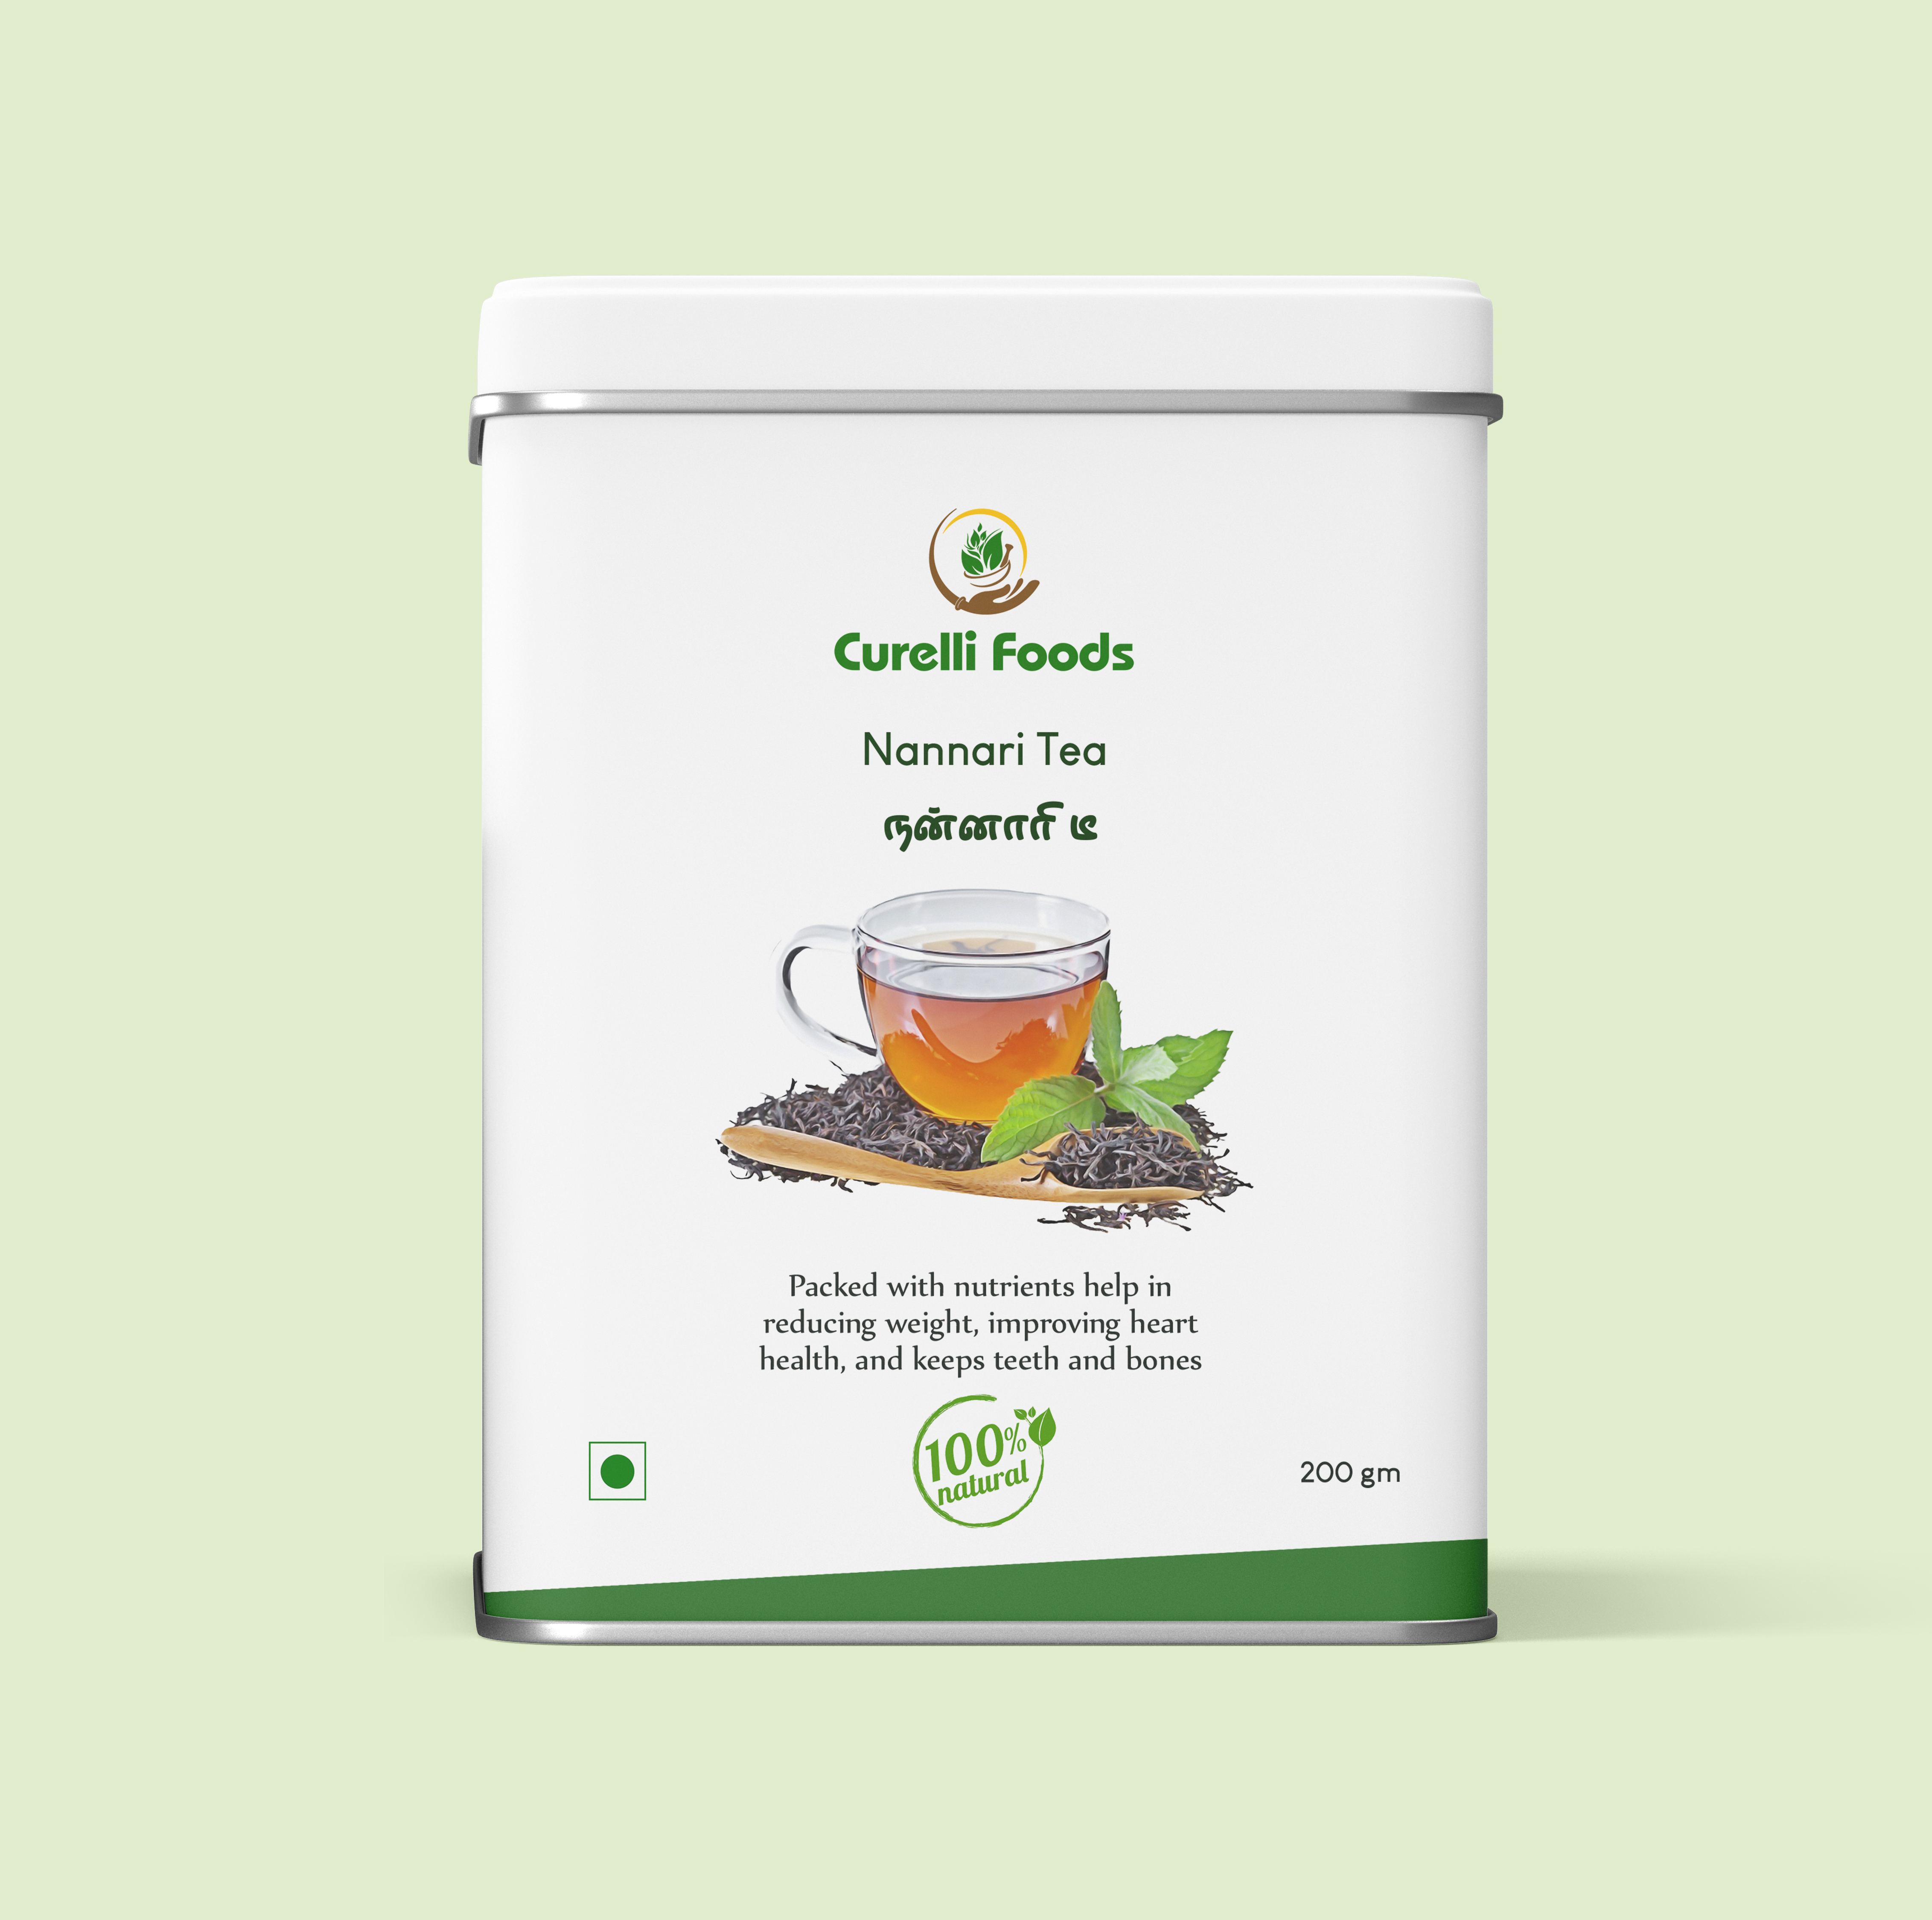 Curelli Foods
Nannari Tea
நன்னாரி டீ
Packed with nutrients help in
reducing weight, improving heart
health, and keeps teeth and bones
100%
natural
200 gm